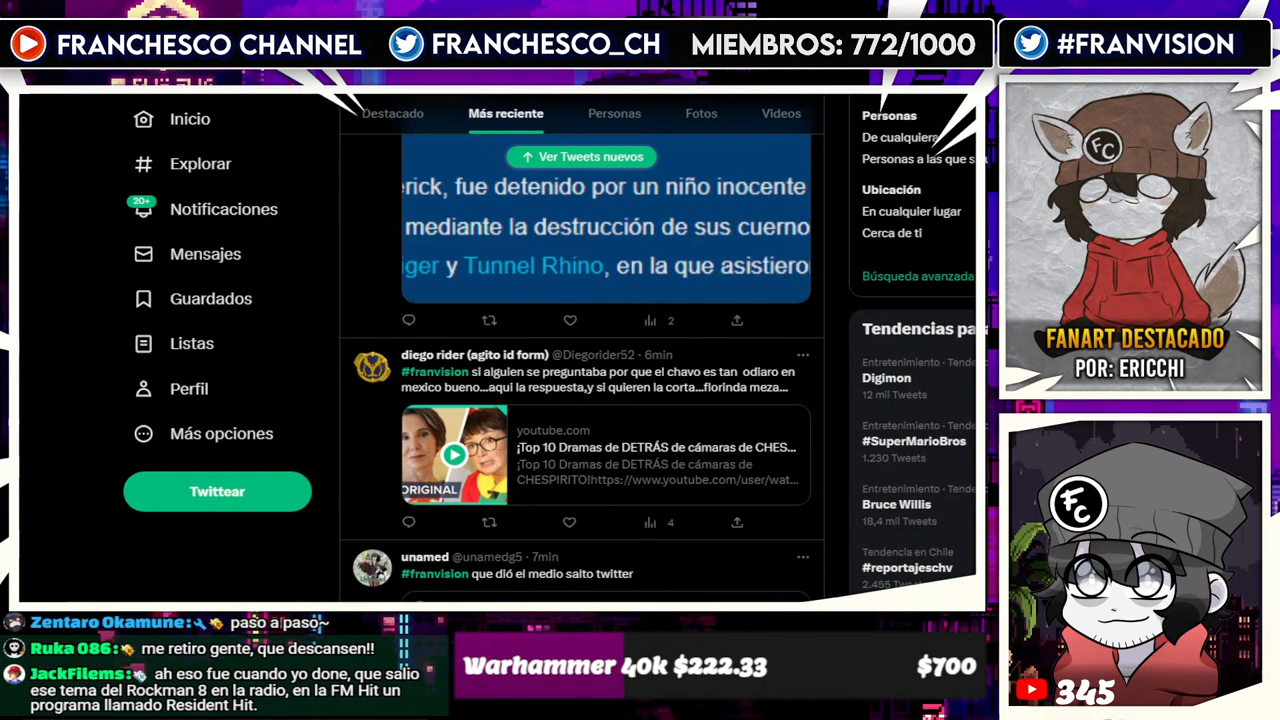 FRANCHESCO CHANNEL
FRANCHESCO_CH
MIEMBROS: 772/1000
#FRANVISION
Inicio
Explorar
20+
Notificaciones
Mensajes
Guardados
Listas
Perfil
Más opciones
Twittear
Destacado
Más reciente
Personas
Fotos
Videos
Ver Tweets nuevos
erick, fue detenido por un niño inocente
mediante la destrucción de sus cuerno
iger y Tunnel Rhino, en la que asistiero
2
diego rider (agito id form) @Diegorider52 · 6min
#franvision si alguien se preguntaba por que el chavo es tan odiaro en
mexico bueno...aqui la respuesta,y si quieren la corta...florinda meza...
ORIGINAL
youtube.com
¡Top 10 Dramas de DETRÁS de cámaras de CHES...
¡Top 10 Dramas de DETRÁS de cámaras de
CHESPIRITO!https://www.youtube.com/user/wat...
4
unamed @unamedg5 · 7min
#franvision que dió el medio salto twitter
Personas
De cualquiera
Personas a las que s
Ubicación
En cualquier lugar
Cerca de ti
Búsqueda avanzada
Tendencias pa
Entretenimiento · Tende
Digimon
12 mil Tweets
Entretenimiento · Tende
#SuperMarioBros
1.230 Tweets
Entretenimiento · Tende
Bruce Willis
18,4 mil Tweets
Tendencia en Chile
#reportajeschv
2.455 Twe
FC
FANART DESTACADO
POR: ERICCHI
FC
345
Zentaro Okamune: paso a paso~
Ruka 086: me retiro gente, que descansen!!
JackFilems: ah eso fue cuando yo done, que salio
ese tema del Rockman 8 en la radio, en la FM Hit un
programa llamado Resident Hit.
Warhammer 40k $222.33
$700